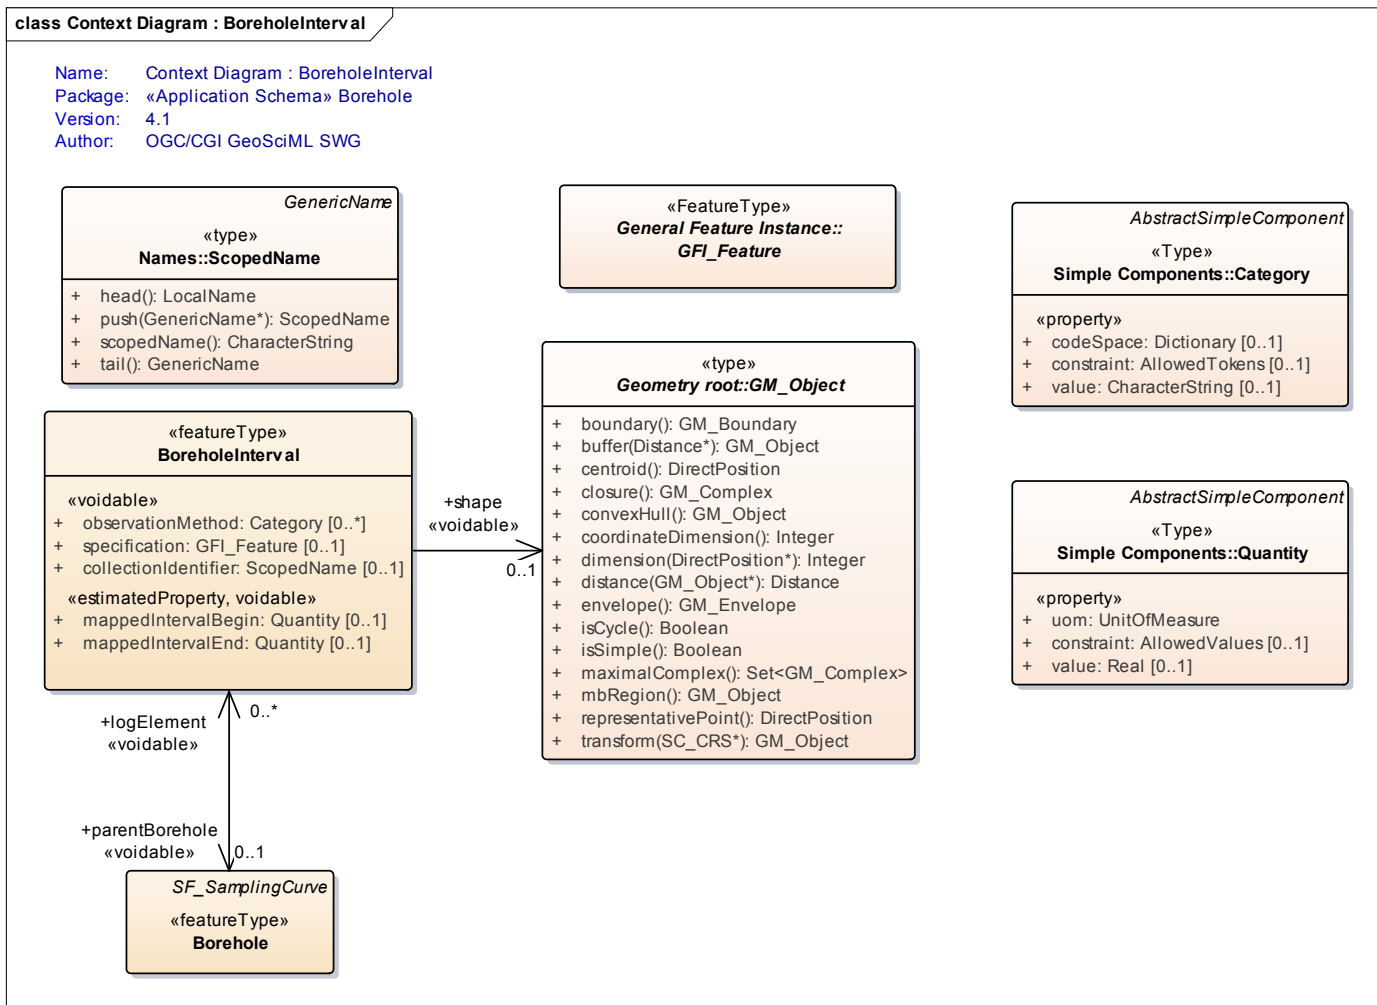 class Context Diagram : BoreholeInterval
Name: Context Diagram : BoreholeInterval
Package: «Application Schema» Borehole
Version: 4.1
Author: OGC/CGI GeoSciML SWG
GenericName
«type»
Names::ScopedName
+ head(): LocalName
+ push(GenericName*): ScopedName
+ scopedName(): CharacterString
+ tail(): GenericName
«FeatureType»
General Feature Instance::
GFI_Feature
AbstractSimpleComponent
«Type»
Simple Components::Category
«property»
+ codeSpace: Dictionary [0..1]
+ constraint: AllowedTokens [0..1]
+ value: CharacterString [0..1]
«type»
Geometry root::GM_Object
+ boundary(): GM_Boundary
+ buffer(Distance*): GM_Object
+ centroid(): DirectPosition
+ closure(): GM_Complex
+ convexHull(): GM_Object
+ coordinateDimension(): Integer
+ dimension(DirectPosition*): Integer
+ distance(GM_Object*): Distance
+ envelope(): GM_Envelope
+ isCycle(): Boolean
+ isSimple(): Boolean
+ maximalComplex(): Set<GM_Complex>
+ mbRegion(): GM_Object
+ representativePoint(): DirectPosition
+ transform(SC_CRS*): GM_Object
«featureType»
BoreholeInterval
«voidable»
+ observationMethod: Category [0..*]
+ specification: GFI_Feature [0..1]
+ collectionIdentifier: ScopedName [0..1]
«estimatedProperty, voidable»
+ mappedIntervalBegin: Quantity [0..1]
+ mappedIntervalEnd: Quantity [0..1]
+shape
«voidable»
0..1
AbstractSimpleComponent
«Type»
Simple Components::Quantity
«property»
+ uom: UnitOfMeasure
+ constraint: AllowedValues [0..1]
+ value: Real [0..1]
+logElement
«voidable»
0..*
+parentBorehole
«voidable»
0..1
SF_SamplingCurve
«featureType»
Borehole